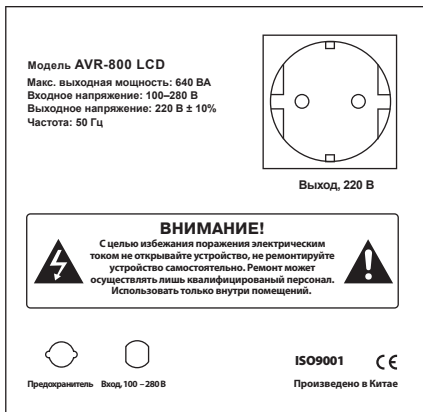 Модель AVR-800 LCD
Макс. выходная мощность: 640 ВА
Входное напряжение: 100–280 В
Выходное напряжение: 220 В ± 10%
Частота: 50 Гц
Выход, 220 В
ВНИМАНИЕ!
С целью избежания поражения электрическим
током не открывайте устройство, не ремонтируйте
устройство самостоятельно. Ремонт может
осуществлять лишь квалифицированый персонал.
Использовать только внутри помещений.
Предохранитель
Вход, 100 – 280 В
ISO9001 CE
Произведено в Китае